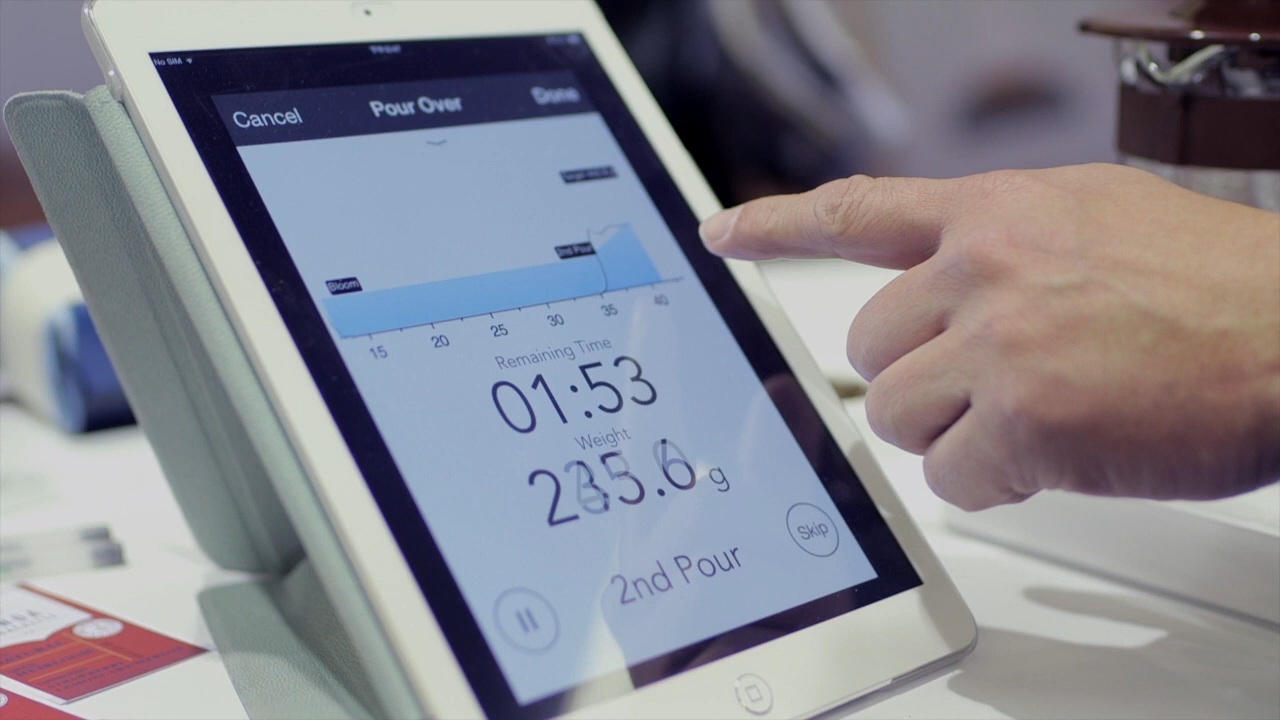 No SIM
Cancel Pour Over Done
Bloom
2nd Pour
15 20 25 30 35 40
Remaining Time
01:53
Weight
235.6 g
Skip
2nd Pour